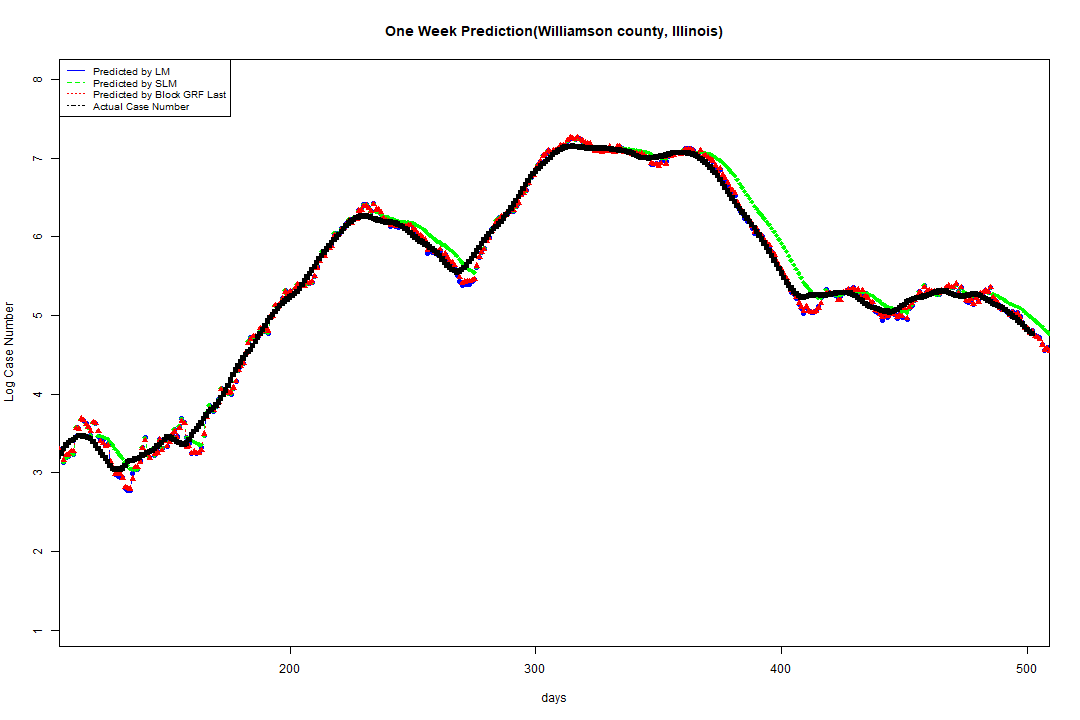 One Week Prediction(Williamson county, Illinois)
Predicted by LM
Predicted by SLM
Predicted by Block GRF Last
Actual Case Number
8
7
6
5
4
3
2
1
Log Case Number
200 300 400 500
days